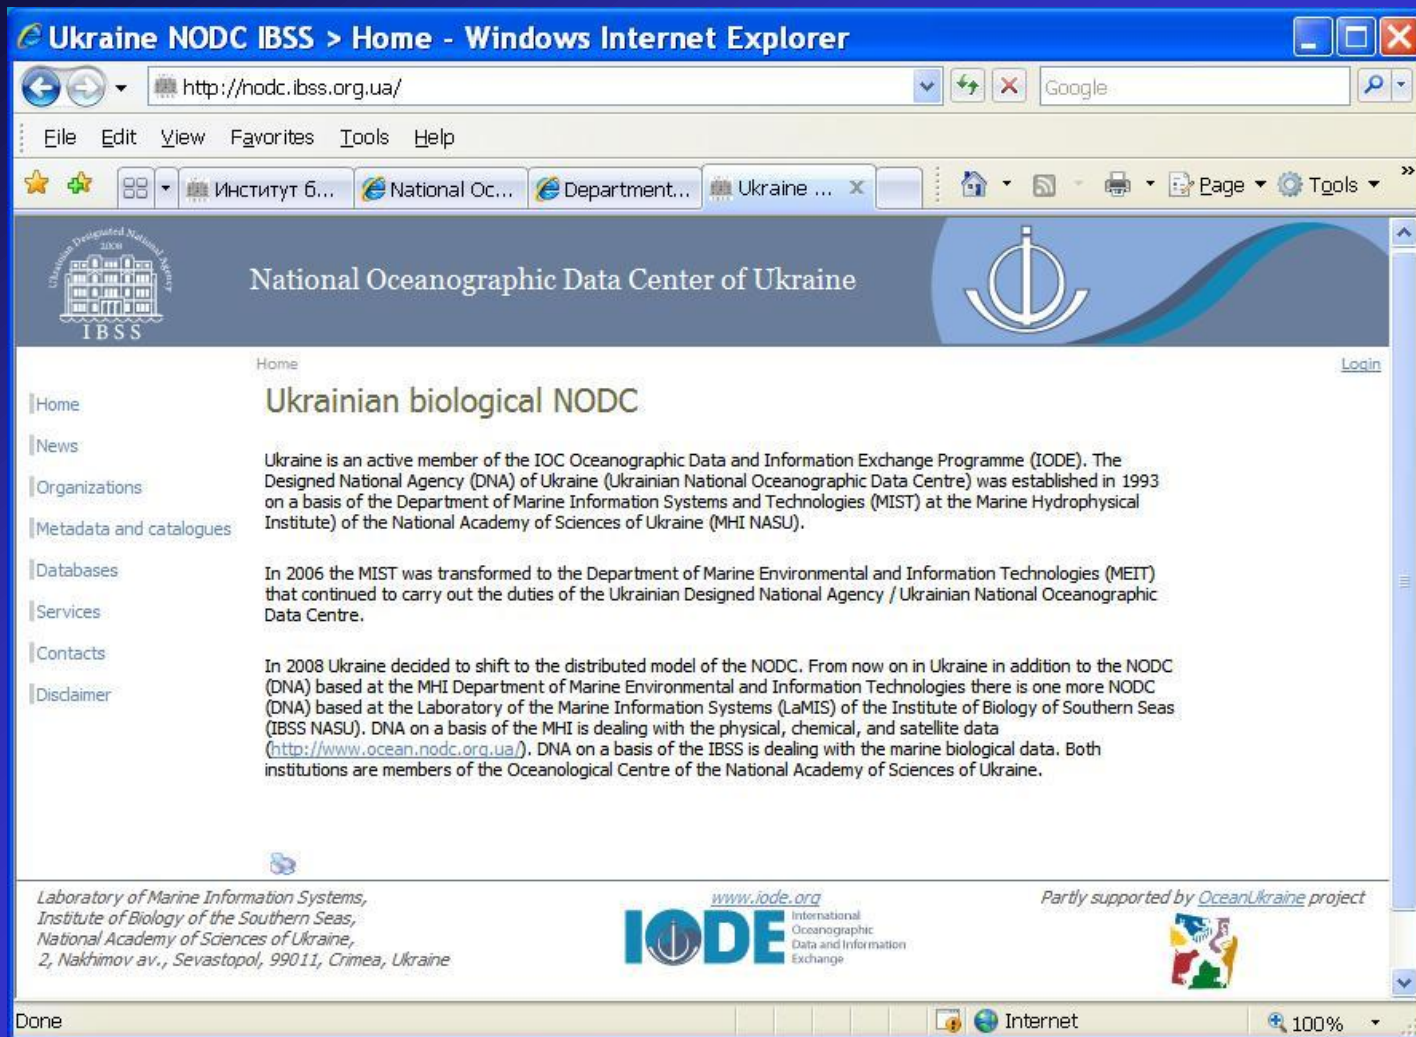 Ukraine NODC IBSS > Home - Windows Internet Explorer
http://nodc.ibss.org.ua/
Google
File Edit View Favorites Tools Help
Институт б... National Oc... Department... Ukraine ... Page Tools
Ukrainian Designated National Agency
2008
IBSS
National Oceanographic Data Center of Ukraine
Home
Login
Home
News
Organizations
Metadata and catalogues
Databases
Services
Contacts
Disclaimer
Ukrainian biological NODC
Ukraine is an active member of the IOC Oceanographic Data and Information Exchange Programme (IODE). The
Designed National Agency (DNA) of Ukraine (Ukrainian National Oceanographic Data Centre) was established in 1993
on a basis of the Department of Marine Information Systems and Technologies (MIST) at the Marine Hydrophysical
Institute) of the National Academy of Sciences of Ukraine (MHI NASU).
In 2006 the MIST was transformed to the Department of Marine Environmental and Information Technologies (MEIT)
that continued to carry out the duties of the Ukrainian Designed National Agency / Ukrainian National Oceanographic
Data Centre.
In 2008 Ukraine decided to shift to the distributed model of the NODC. From now on in Ukraine in addition to the NODC
(DNA) based at the MHI Department of Marine Environmental and Information Technologies there is one more NODC
(DNA) based at the Laboratory of the Marine Information Systems (LaMIS) of the Institute of Biology of Southern Seas
(IBSS NASU). DNA on a basis of the MHI is dealing with the physical, chemical, and satellite data
(http://www.ocean.nodc.org.ua/). DNA on a basis of the IBSS is dealing with the marine biological data. Both
institutions are members of the Oceanological Centre of the National Academy of Sciences of Ukraine.
Laboratory of Marine Information Systems,
Institute of Biology of the Southern Seas,
National Academy of Sciences of Ukraine,
2, Nakhimov av., Sevastopol, 99011, Crimea, Ukraine
www.iode.org
IODE
International
Oceanographic
Data and Information
Exchange
Partly supported by OceanUkraine project
Done
Internet
100%